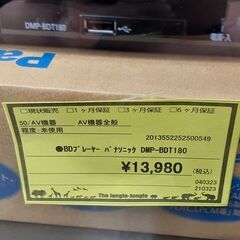 DMP-BDT180
Pa
□現状販売 □1ヶ月保証 □3ヶ月保証 □6ヶ月保証
50/AV機器 AV機器全般
程度:未使用
2013552252500549
●BDプレーヤー パナソニック DMP-BDT180
¥13,980 (税込)
040323
210323
The Jungle-Jungle